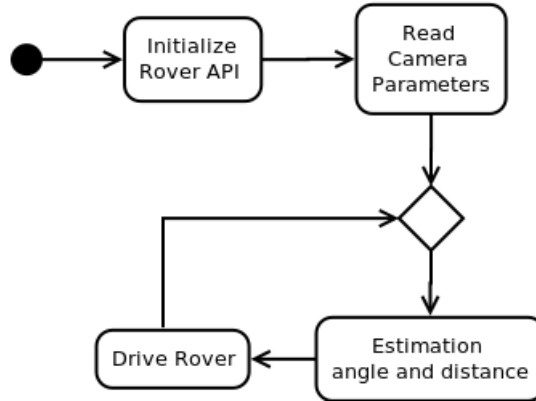 Initialize
Rover API
Read
Camera
Parameters
Estimation
angle and distance
Drive Rover